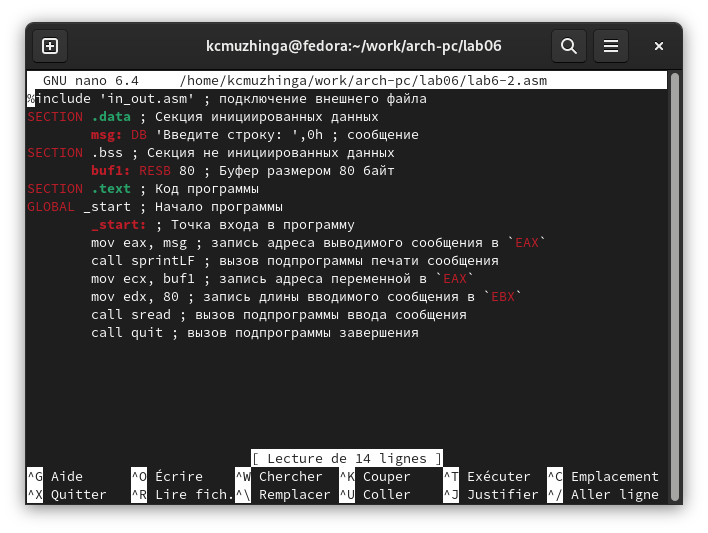 kcmuzhinga@fedora:~/work/arch-pc/lab06
GNU nano 6.4 /home/kcmuzhinga/work/arch-pc/lab06/lab6-2.asm
%include 'in_out.asm' ; подключение внешнего файла
SECTION .data ; Секция инициированных данных
msg: DB 'Введите строку: ',0h ; сообщение
SECTION .bss ; Секция не инициированных данных
buf1: RESB 80 ; Буфер размером 80 байт
SECTION .text ; Код программы
GLOBAL _start ; Начало программы
_start: ; Точка входа в программу
mov eax, msg ; запись адреса выводимого сообщения в `EAX`
call sprintLF ; вызов подпрограммы печати сообщения
mov ecx, buf1 ; запись адреса переменной в `EAX`
mov edx, 80 ; запись длины вводимого сообщения в `EBX`
call sread ; вызов подпрограммы ввода сообщения
call quit ; вызов подпрограммы завершения
[ Lecture de 14 lignes ]
^G Aide ^O Écrire ^W Chercher ^K Couper ^T Exécuter ^C Emplacement
^X Quitter ^R Lire fich. ^\ Remplacer ^U Coller ^J Justifier ^/ Aller ligne